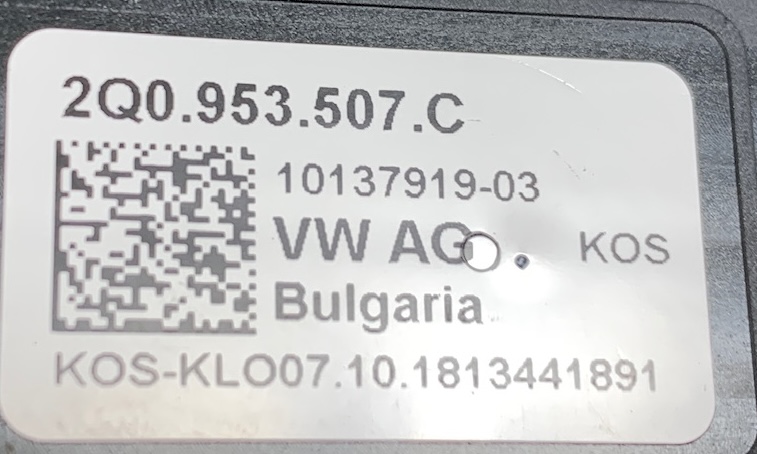 2Q0.953.507.C
10137919-03
VW AG KOS
Bulgaria
KOS-KLO07.10.1813441891